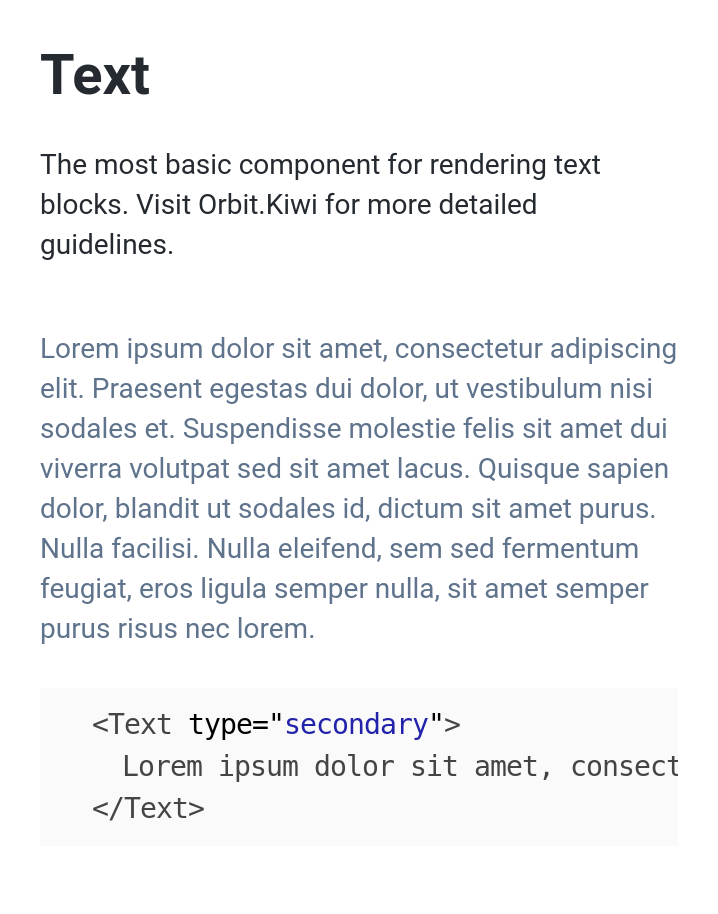 Text
The most basic component for rendering text
blocks. Visit Orbit.Kiwi for more detailed
guidelines.
Lorem ipsum dolor sit amet, consectetur adipiscing
elit. Praesent egestas dui dolor, ut vestibulum nisi
sodales et. Suspendisse molestie felis sit amet dui
viverra volutpat sed sit amet lacus. Quisque sapien
dolor, blandit ut sodales id, dictum sit amet purus.
Nulla facilisi. Nulla eleifend, sem sed fermentum
feugiat, eros ligula semper nulla, sit amet semper
purus risus nec lorem.
<Text type="secondary">
Lorem ipsum dolor sit amet, consect
</Text>